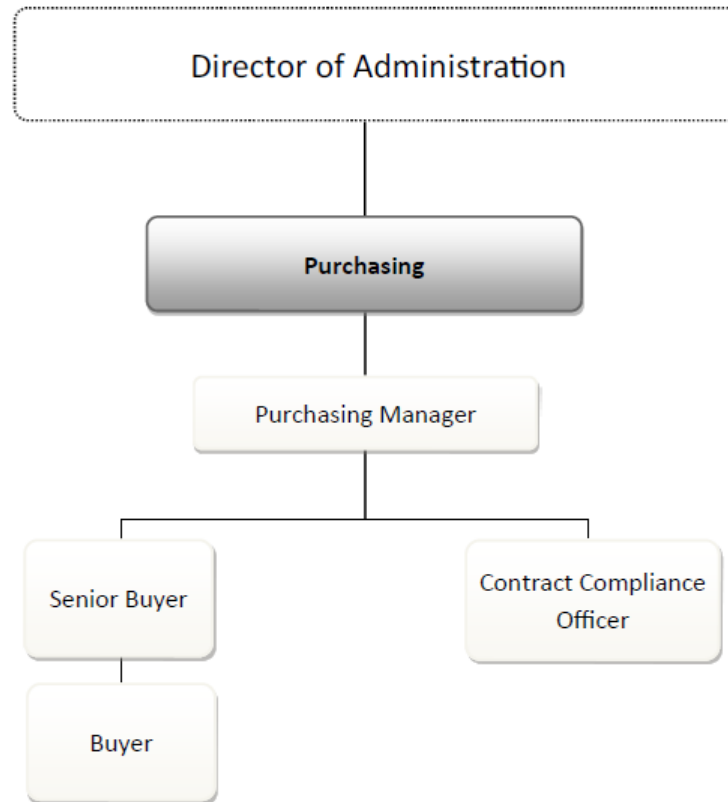 Director of Administration
Purchasing
Purchasing Manager
Senior Buyer
Contract Compliance
Officer
Buyer